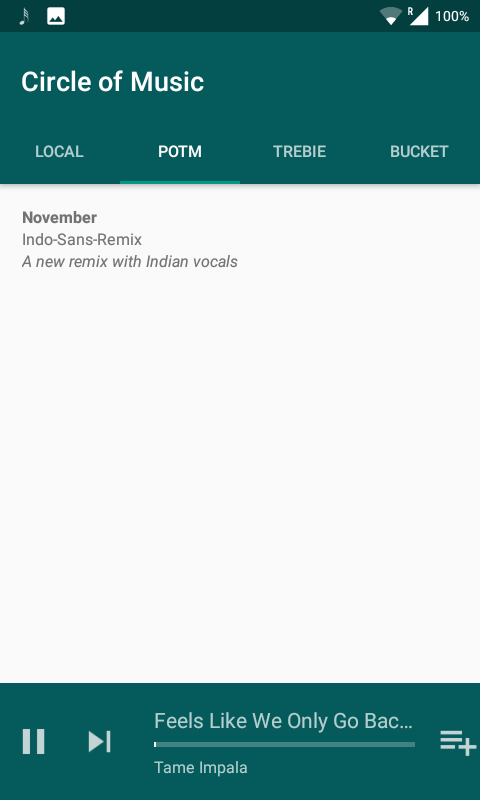 R
100%
Circle of Music
LOCAL
POTM
TREBIE
BUCKET
November
Indo-Sans-Remix
A new remix with Indian vocals
Feels Like We Only Go Bac...
Tame Impala